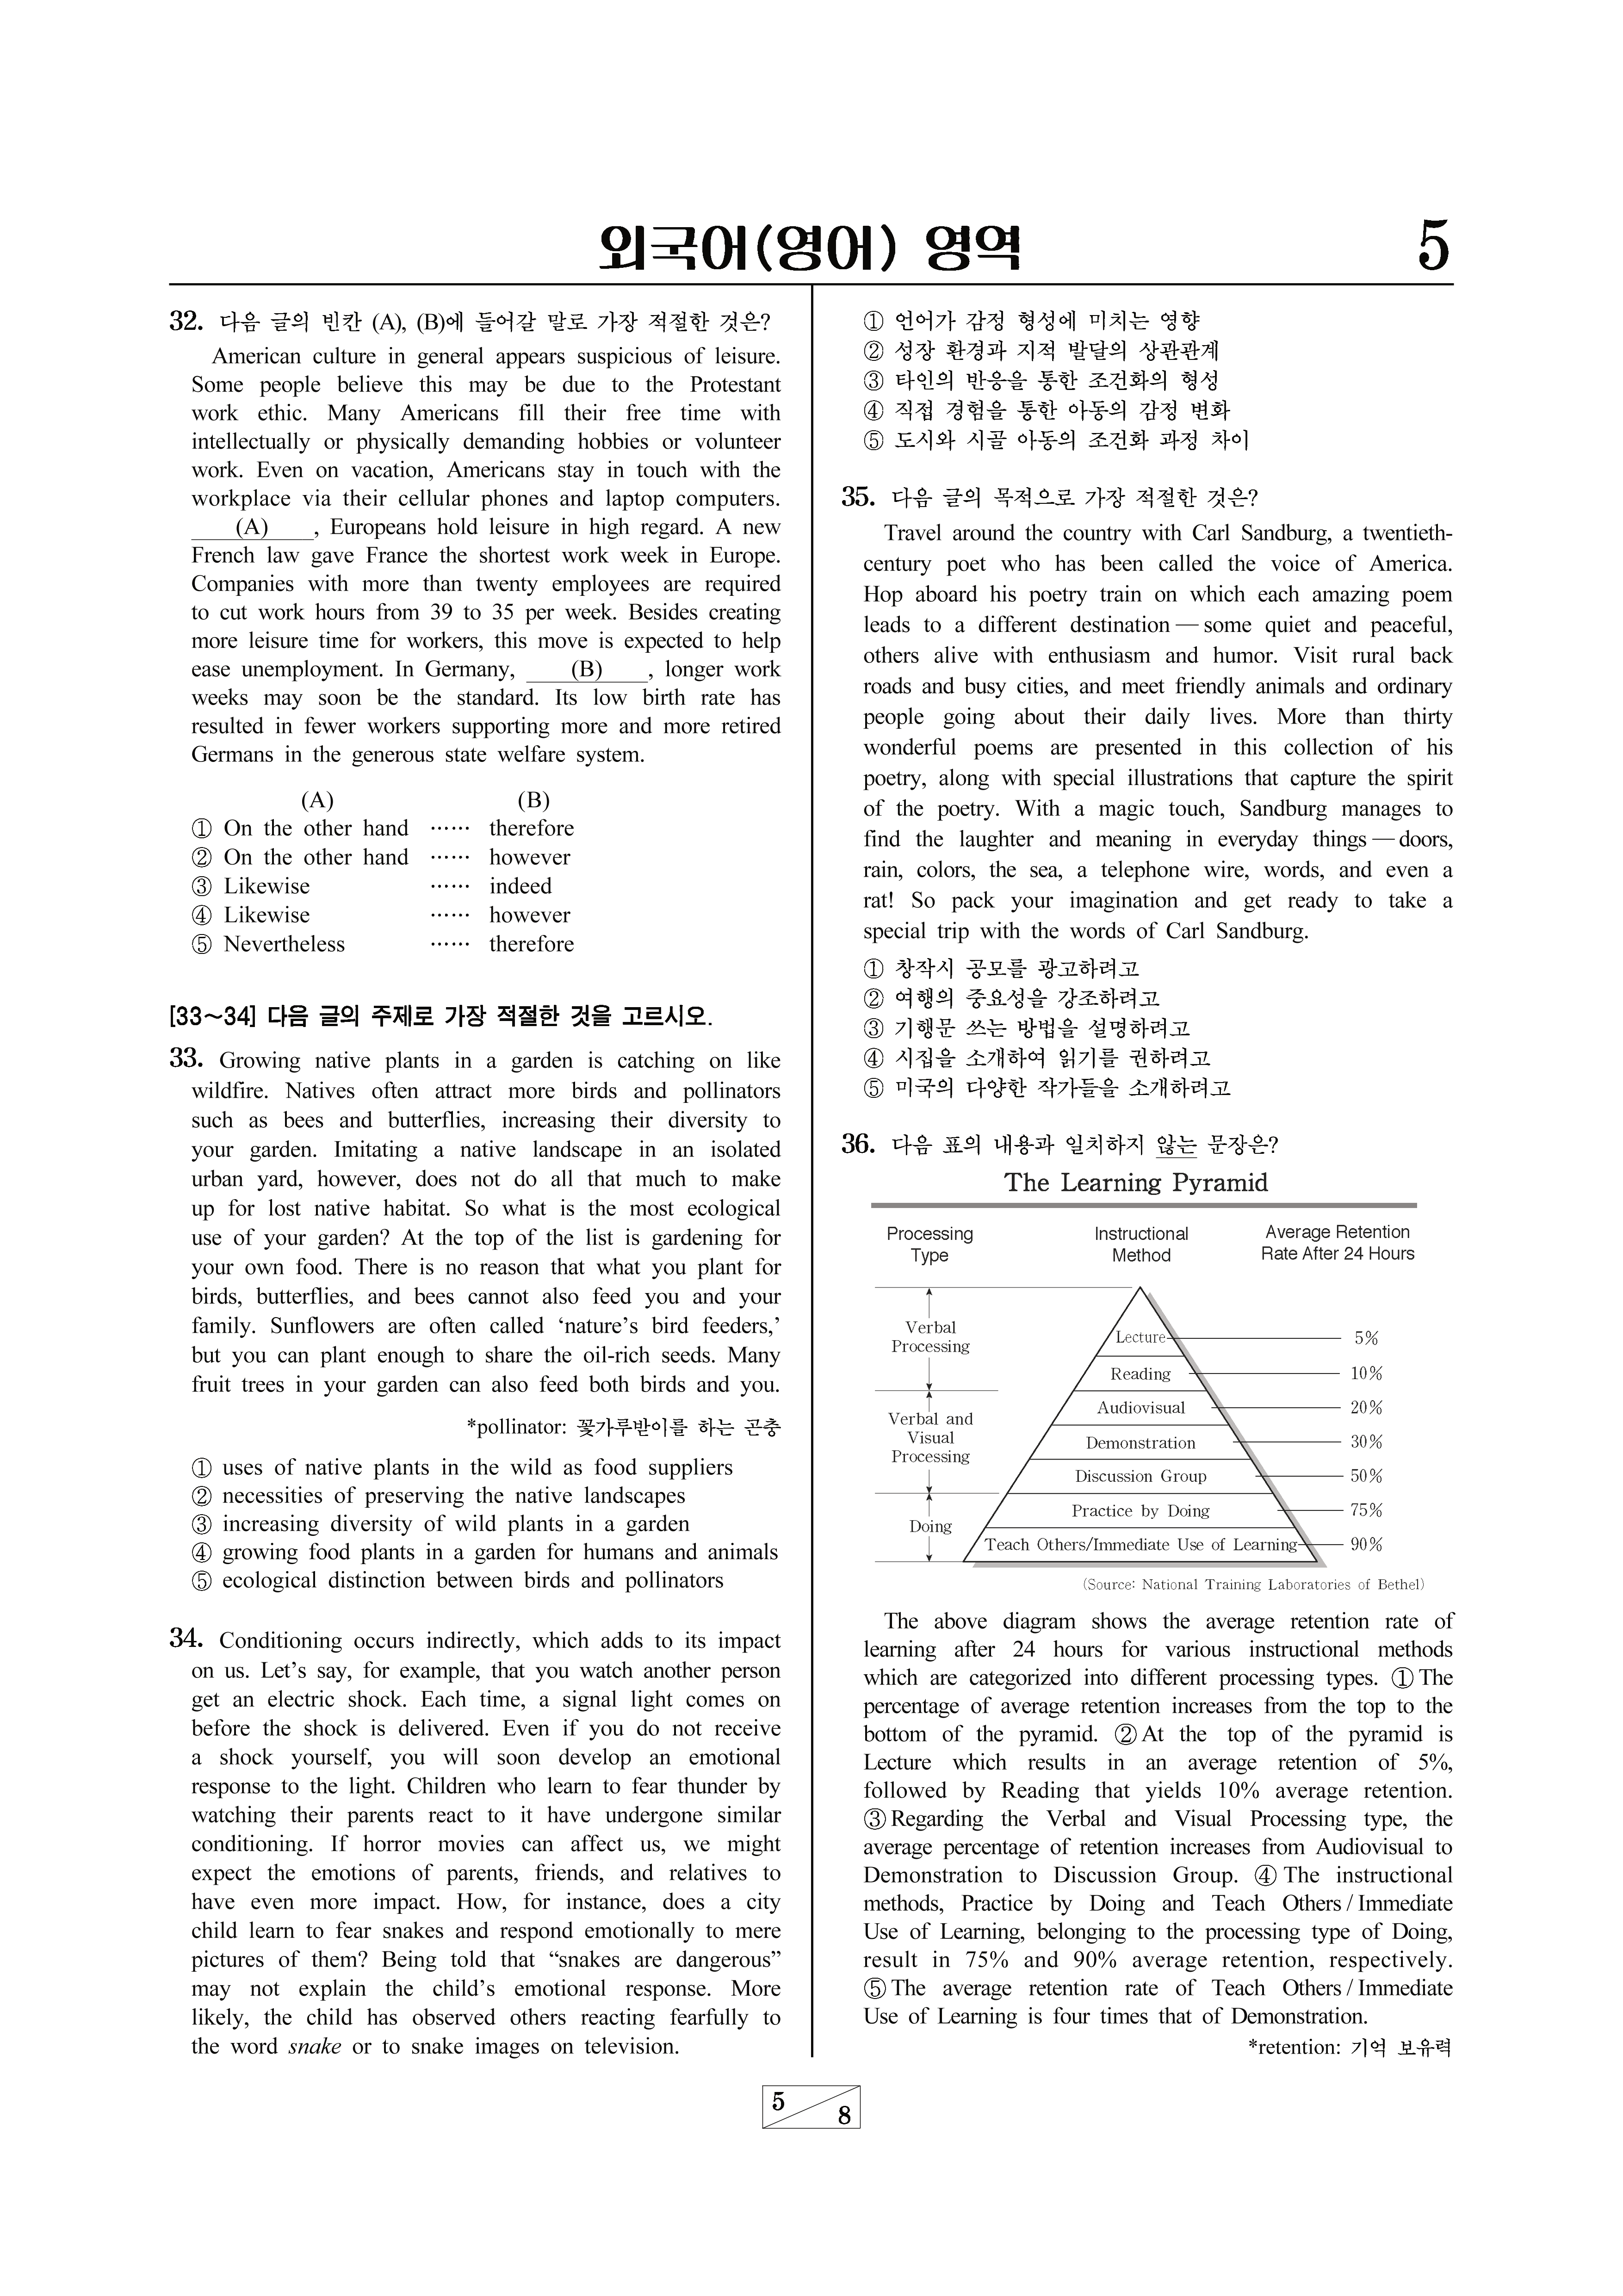 외국어(영어) 영역
5
32. 다음 글의 빈칸 (A), (B)에 들어갈 말로 가장 적절한 것은?
American culture in general appears suspicious of leisure.
Some people believe this may be due to the Protestant
work ethic. Many Americans fill their free time with
intellectually or physically demanding hobbies or volunteer
work. Even on vacation, Americans stay in touch with the
workplace via their cellular phones and laptop computers.
(A) , Europeans hold leisure in high regard. A new
French law gave France the shortest work week in Europe.
Companies with more than twenty employees are required
to cut work hours from 39 to 35 per week. Besides creating
more leisure time for workers, this move is expected to help
ease unemployment. In Germany, (B) , longer work
weeks may soon be the standard. Its low birth rate has
resulted in fewer workers supporting more and more retired
Germans in the generous state welfare system.
(A) (B)
① On the other hand ⋯⋯ therefore
② On the other hand ⋯⋯ however
③ Likewise ⋯⋯ indeed
④ Likewise ⋯⋯ however
⑤ Nevertheless ⋯⋯ therefore
[33～34] 다음 글의 주제로 가장 적절한 것을 고르시오.
33. Growing native plants in a garden is catching on like
wildfire. Natives often attract more birds and pollinators
such as bees and butterflies, increasing their diversity to
your garden. Imitating a native landscape in an isolated
urban yard, however, does not do all that much to make
up for lost native habitat. So what is the most ecological
use of your garden? At the top of the list is gardening for
your own food. There is no reason that what you plant for
birds, butterflies, and bees cannot also feed you and your
family. Sunflowers are often called ‘nature’s bird feeders,’
but you can plant enough to share the oil-rich seeds. Many
fruit trees in your garden can also feed both birds and you.
*pollinator: 꽃가루받이를 하는 곤충
① uses of native plants in the wild as food suppliers
② necessities of preserving the native landscapes
③ increasing diversity of wild plants in a garden
④ growing food plants in a garden for humans and animals
⑤ ecological distinction between birds and pollinators
34. Conditioning occurs indirectly, which adds to its impact
on us. Let’s say, for example, that you watch another person
get an electric shock. Each time, a signal light comes on
before the shock is delivered. Even if you do not receive
a shock yourself, you will soon develop an emotional
response to the light. Children who learn to fear thunder by
watching their parents react to it have undergone similar
conditioning. If horror movies can affect us, we might
expect the emotions of parents, friends, and relatives to
have even more impact. How, for instance, does a city
child learn to fear snakes and respond emotionally to mere
pictures of them? Being told that “snakes are dangerous”
may not explain the child’s emotional response. More
likely, the child has observed others reacting fearfully to
the word snake or to snake images on television.
① 언어가 감정 형성에 미치는 영향
② 성장 환경과 지적 발달의 상관관계
③ 타인의 반응을 통한 조건화의 형성
④ 직접 경험을 통한 아동의 감정 변화
⑤ 도시와 시골 아동의 조건화 과정 차이
35. 다음 글의 목적으로 가장 적절한 것은?
Travel around the country with Carl Sandburg, a twentieth-
century poet who has been called the voice of America.
Hop aboard his poetry train on which each amazing poem
leads to a different destination — some quiet and peaceful,
others alive with enthusiasm and humor. Visit rural back
roads and busy cities, and meet friendly animals and ordinary
people going about their daily lives. More than thirty
wonderful poems are presented in this collection of his
poetry, along with special illustrations that capture the spirit
of the poetry. With a magic touch, Sandburg manages to
find the laughter and meaning in everyday things — doors,
rain, colors, the sea, a telephone wire, words, and even a
rat! So pack your imagination and get ready to take a
special trip with the words of Carl Sandburg.
① 창작시 공모를 광고하려고
② 여행의 중요성을 강조하려고
③ 기행문 쓰는 방법을 설명하려고
④ 시집을 소개하여 읽기를 권하려고
⑤ 미국의 다양한 작가들을 소개하려고
36. 다음 표의 내용과 일치하지 않는 문장은?
The Learning Pyramid
Processing Instructional Average Retention
Type Method Rate After 24 Hours
Verbal
Processing
Lecture 5%
Reading 10%
Verbal and
Visual
Processing
Audiovisual 20%
Demonstration 30%
Discussion Group 50%
Doing
Practice by Doing 75%
Teach Others/Immediate Use of Learning 90%
(Source: National Training Laboratories of Bethel)
The above diagram shows the average retention rate of
learning after 24 hours for various instructional methods
which are categorized into different processing types. ① The
percentage of average retention increases from the top to the
bottom of the pyramid. ② At the top of the pyramid is
Lecture which results in an average retention of 5%,
followed by Reading that yields 10% average retention.
③ Regarding the Verbal and Visual Processing type, the
average percentage of retention increases from Audiovisual to
Demonstration to Discussion Group. ④ The instructional
methods, Practice by Doing and Teach Others / Immediate
Use of Learning, belonging to the processing type of Doing,
result in 75% and 90% average retention, respectively.
⑤ The average retention rate of Teach Others / Immediate
Use of Learning is four times that of Demonstration.
*retention: 기억 보유력
5
8